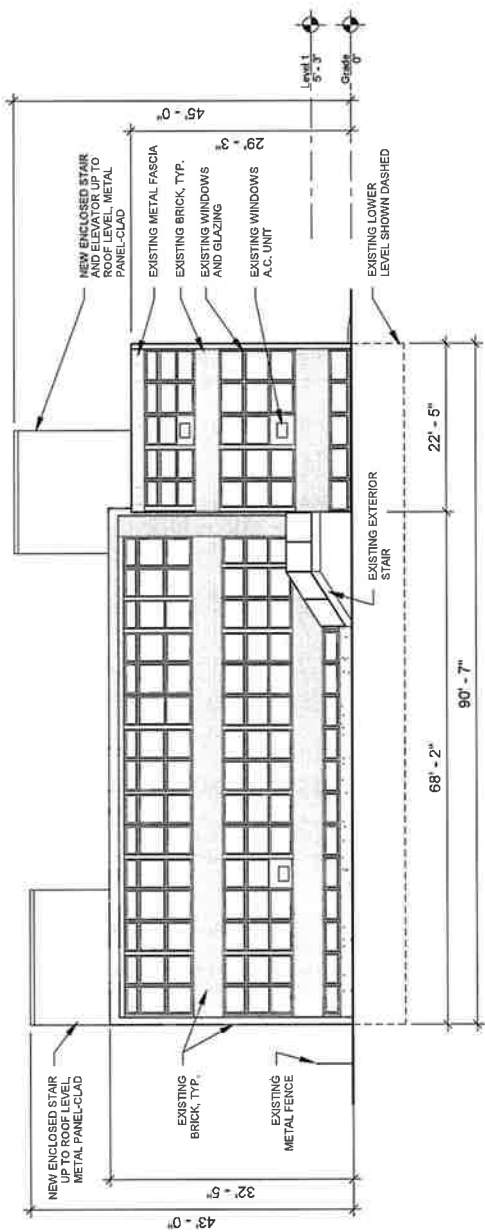 NEW ENCLOSED STAIR
UP TO ROOF LEVEL,
METAL PANEL-CLAD
43' - 0"
32' - 5"
EXISTING
BRICK, TYP.
EXISTING
METAL FENCE
NEW ENCLOSED STAIR
AND ELEVATOR UP TO
ROOF LEVEL, METAL
PANEL-CLAD
EXISTING METAL FASCIA
EXISTING BRICK, TYP.
EXISTING WINDOWS
AND GLAZING
EXISTING WINDOWS
A.C. UNIT
45' - 0"
29' - 3"
Level 1
5' - 3"
Grade
0"
EXISTING LOWER
LEVEL SHOWN DASHED
EXISTING EXTERIOR
STAIR
68' - 2"
22' - 5"
90' - 7"